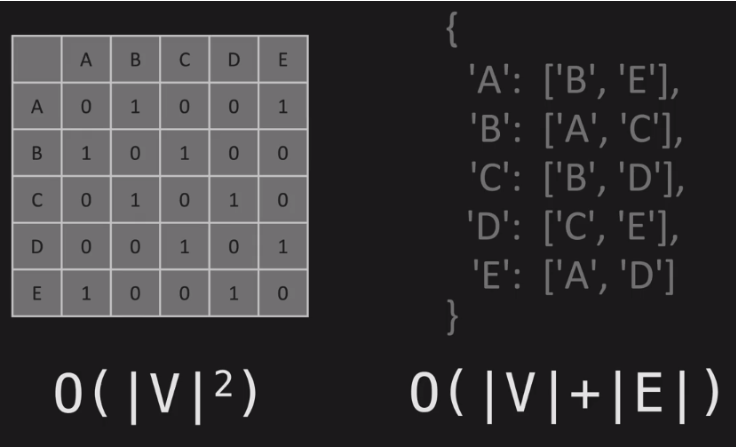 A B C D E
A 0 1 0 0 1
B 1 0 1 0 0
C 0 1 0 1 0
D 0 0 1 0 1
E 1 0 0 1 0
O(|V|²)
{
'A': ['B', 'E'],
'B': ['A', 'C'],
'C': ['B', 'D'],
'D': ['C', 'E'],
'E': ['A', 'D']
}
O(|V|+|E|)